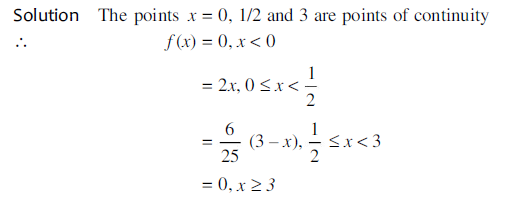 Solution The points x = 0, 1/2 and 3 are points of continuity
∴ f (x) = 0, x < 0
= 2x, 0 ≤ x < 1/2
= 6/25 (3 – x), 1/2 ≤ x < 3
= 0, x ≥ 3